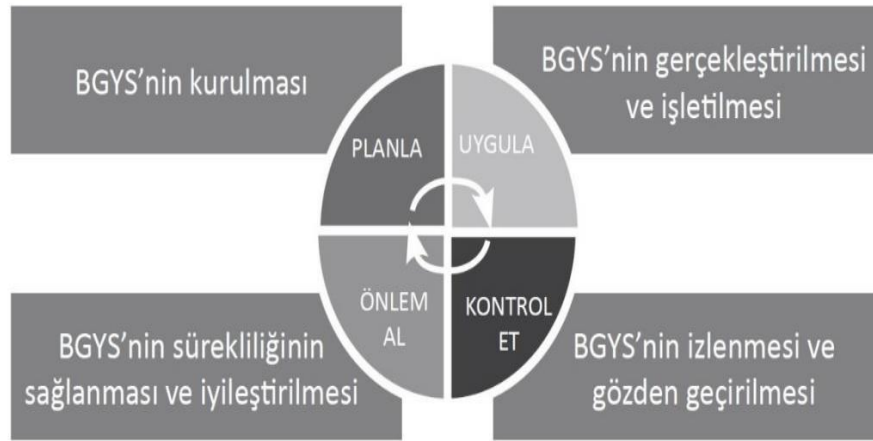 BGYS’nin kurulması
BGYS’nin gerçekleştirilmesi
ve işletilmesi
PLANLA
UYGULA
ÖNLEM
AL
KONTROL
ET
BGYS’nin sürekliliğinin
sağlanması ve iyileştirilmesi
BGYS’nin izlenmesi ve
gözden geçirilmesi